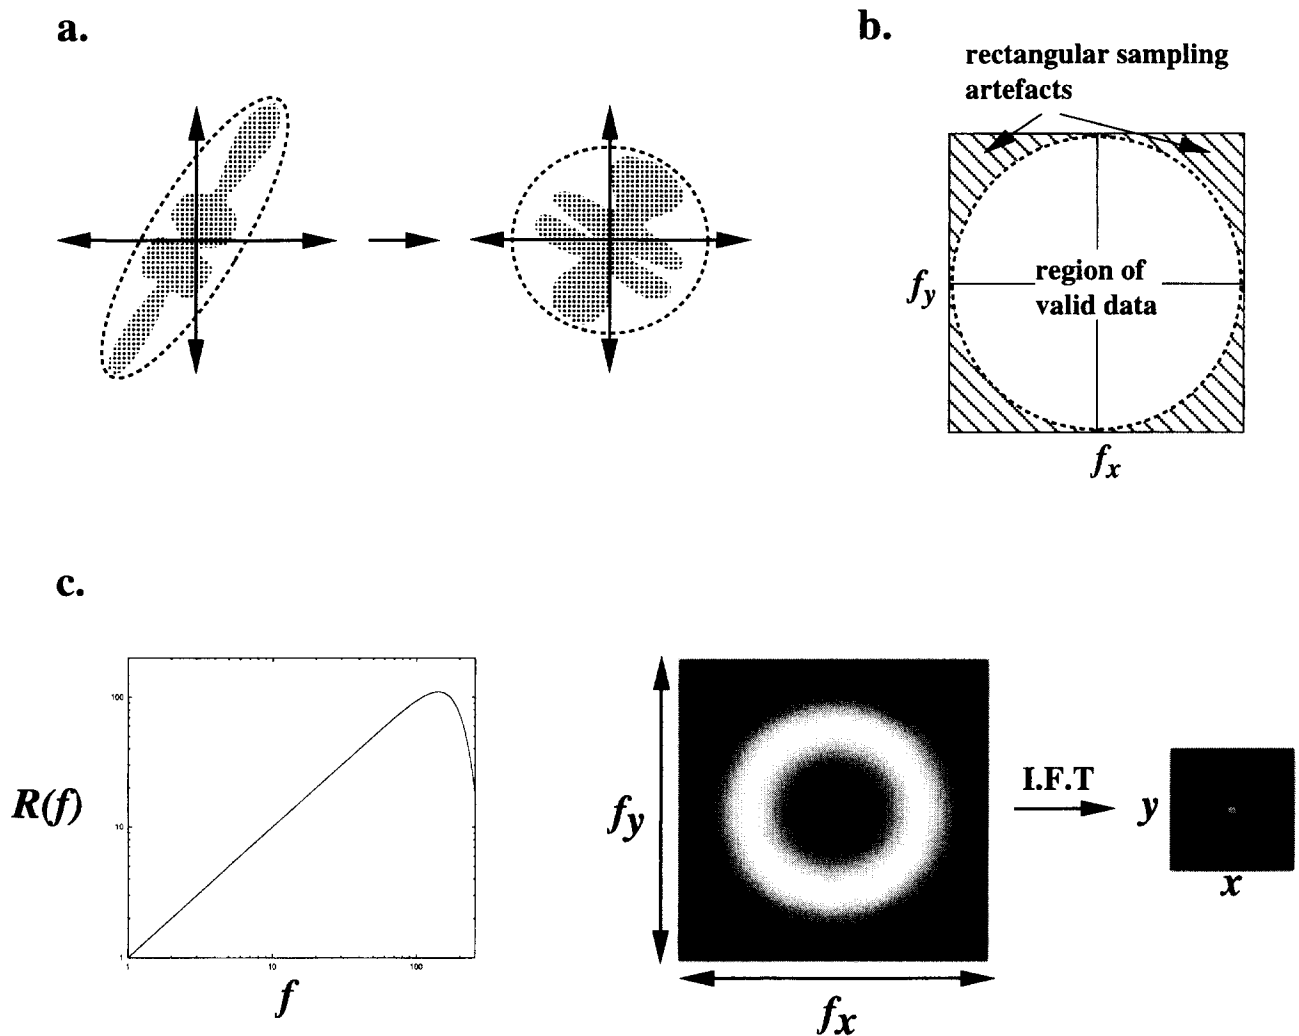 a.
b.
rectangular sampling
artefacts
region of
valid data
f_y
f_x
c.
R(f)
100
10
1
1
10
100
f
f_y
f_x
I.F.T
y
x